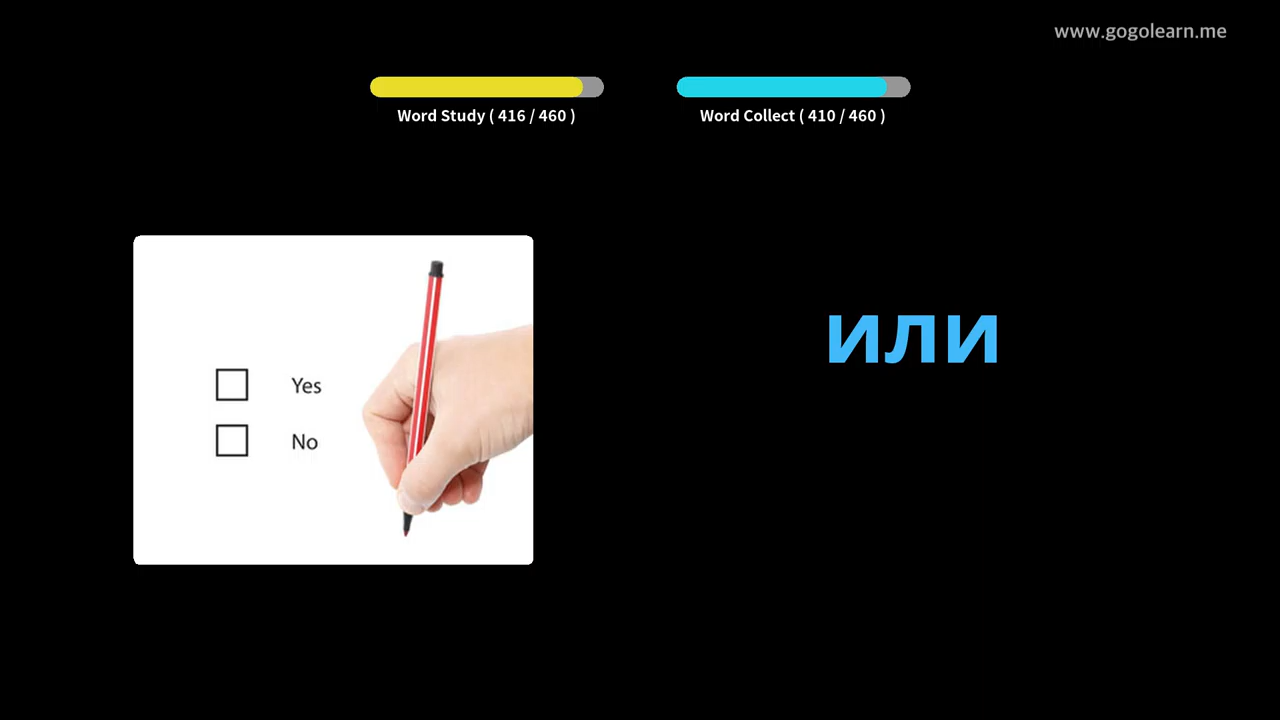 www.gogolearn.me
Word Study ( 416 / 460 )
Word Collect ( 410 / 460 )
Yes
No
или